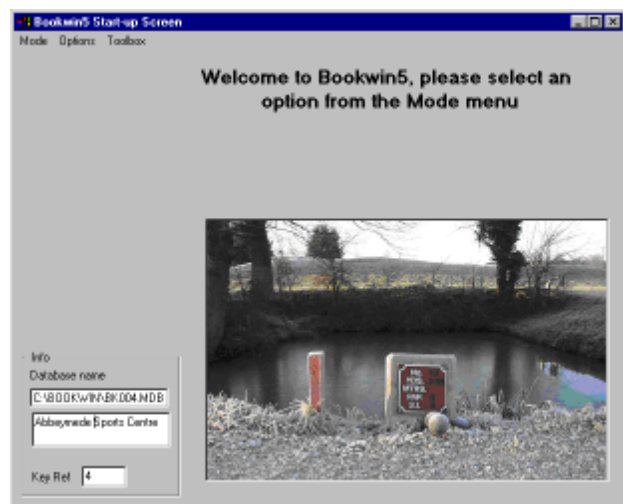 Bookwin5 Start-up Screen
Mode Options Toolbox
Welcome to Bookwin5, please select an
option from the Mode menu
Info
Database name
C:\BOOKWIN\BK004.MDB
Abbeymede Sports Centre
Key Ref 4